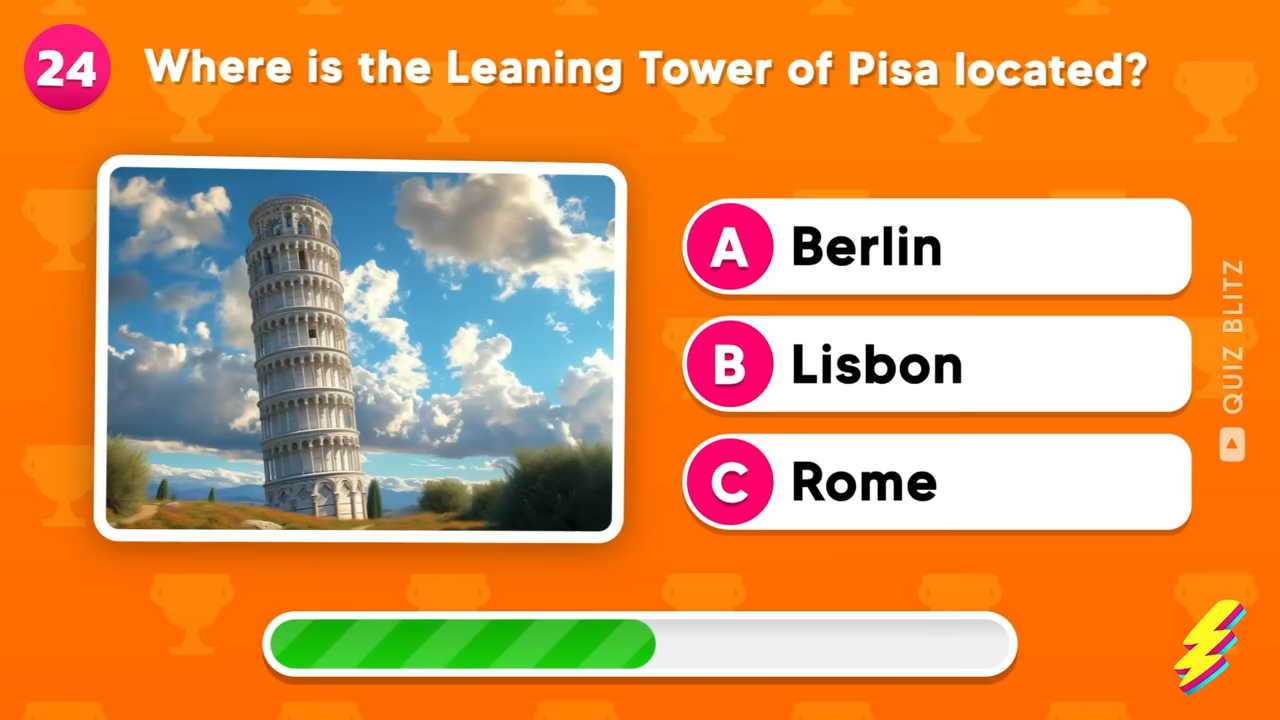 24
Where is the Leaning Tower of Pisa located?
A Berlin
B Lisbon
C Rome
QUIZ BLITZ